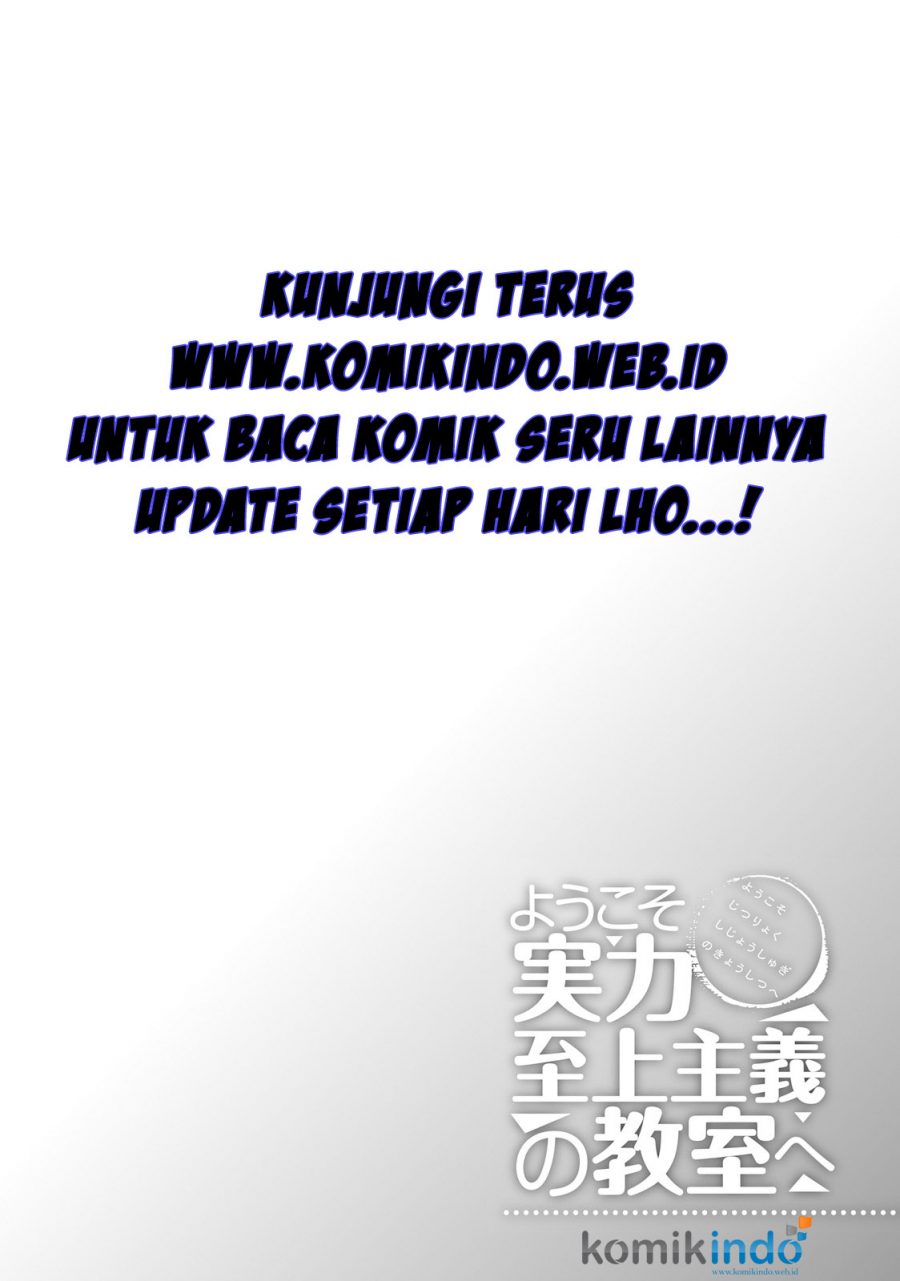 KUNJUNGI TERUS
WWW.KOMIKINDO.WEB.ID
UNTUK BACA KOMIK SERU LAINNYA
UPDATE SETIAP HARI LHO...!
ようこそ
実力
至上主義
の教室へ
ようこそ
じつりょく
しじょうしゅぎ
のきょうしつへ
komikindo
www.komikindo.web.id